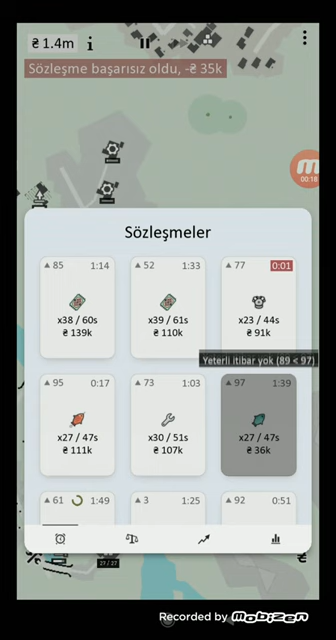 ₴ 1.4m i
Sözleşme başarısız oldu, -₴ 35k
00:18
Sözleşmeler
▲ 85 1:14
▲ 52 1:33
▲ 77 0:01
x38 / 60s
₴ 139k
x39 / 61s
₴ 110k
x23 / 44s
₴ 91k
Yeterli itibar yok (89 < 97)
▲ 95 0:17
▲ 73 1:03
▲ 97 1:39
x27 / 47s
₴ 111k
x30 / 51s
₴ 107k
x27 / 47s
₴ 36k
▲ 61 1:49
▲ 3 1:25
▲ 92 0:51
27 / 27
Recorded by mobizen